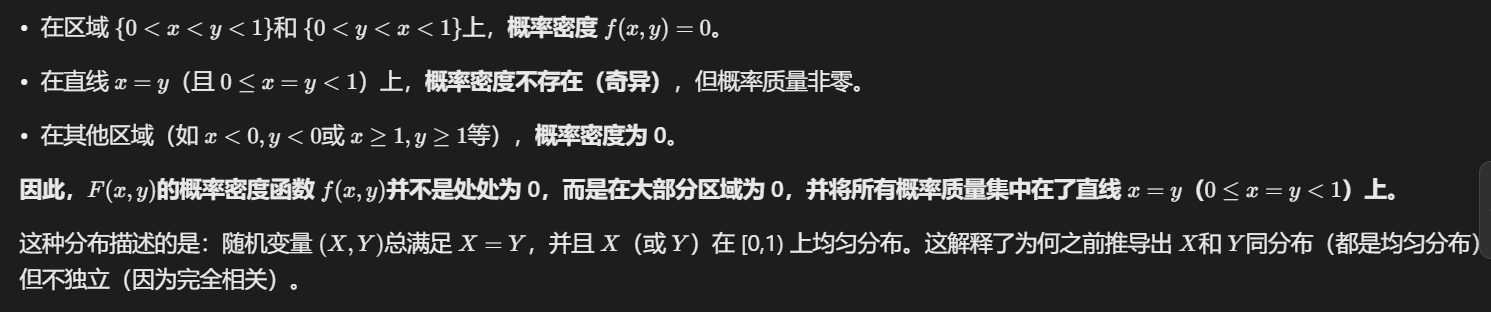 • 在区域 {0 < x < y < 1}和 {0 < y < x < 1}上，概率密度 f(x, y) = 0。
• 在直线 x = y（且 0 ≤ x = y < 1）上，概率密度不存在（奇异），但概率质量非零。
• 在其他区域（如 x < 0, y < 0或 x ≥ 1, y ≥ 1等），概率密度为 0。
因此，F(x, y)的概率密度函数 f(x, y)并不是处处为 0，而是在大部分区域为 0，并将所有概率质量集中在了直线 x = y（0 ≤ x = y < 1）上。
这种分布描述的是：随机变量 (X, Y)总满足 X = Y，并且 X（或 Y）在 [0,1) 上均匀分布。这解释了为何之前推导出 X和 Y同分布（都是均匀分布）
但不独立（因为完全相关）。